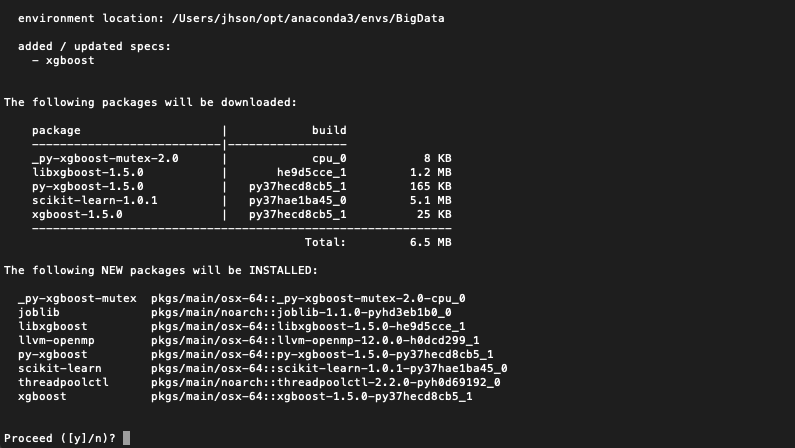 environment location: /Users/jhson/opt/anaconda3/envs/BigData
added / updated specs:
- xgboost
The following packages will be downloaded:
package | build
---------------------------|-----------------
_py-xgboost-mutex-2.0 | cpu_0 8 KB
libxgboost-1.5.0 | he9d5cce_1 1.2 MB
py-xgboost-1.5.0 | py37hecd8cb5_1 165 KB
scikit-learn-1.0.1 | py37hae1ba45_0 5.1 MB
xgboost-1.5.0 | py37hecd8cb5_1 25 KB
------------------------------------------------------------
Total: 6.5 MB
The following NEW packages will be INSTALLED:
_py-xgboost-mutex pkgs/main/osx-64::_py-xgboost-mutex-2.0-cpu_0
joblib pkgs/main/noarch::joblib-1.1.0-pyhd3eb1b0_0
libxgboost pkgs/main/osx-64::libxgboost-1.5.0-he9d5cce_1
llvm-openmp pkgs/main/osx-64::llvm-openmp-12.0.0-h0dcd299_1
py-xgboost pkgs/main/osx-64::py-xgboost-1.5.0-py37hecd8cb5_1
scikit-learn pkgs/main/osx-64::scikit-learn-1.0.1-py37hae1ba45_0
threadpoolctl pkgs/main/noarch::threadpoolctl-2.2.0-pyh0d69192_0
xgboost pkgs/main/osx-64::xgboost-1.5.0-py37hecd8cb5_1
Proceed ([y]/n)?